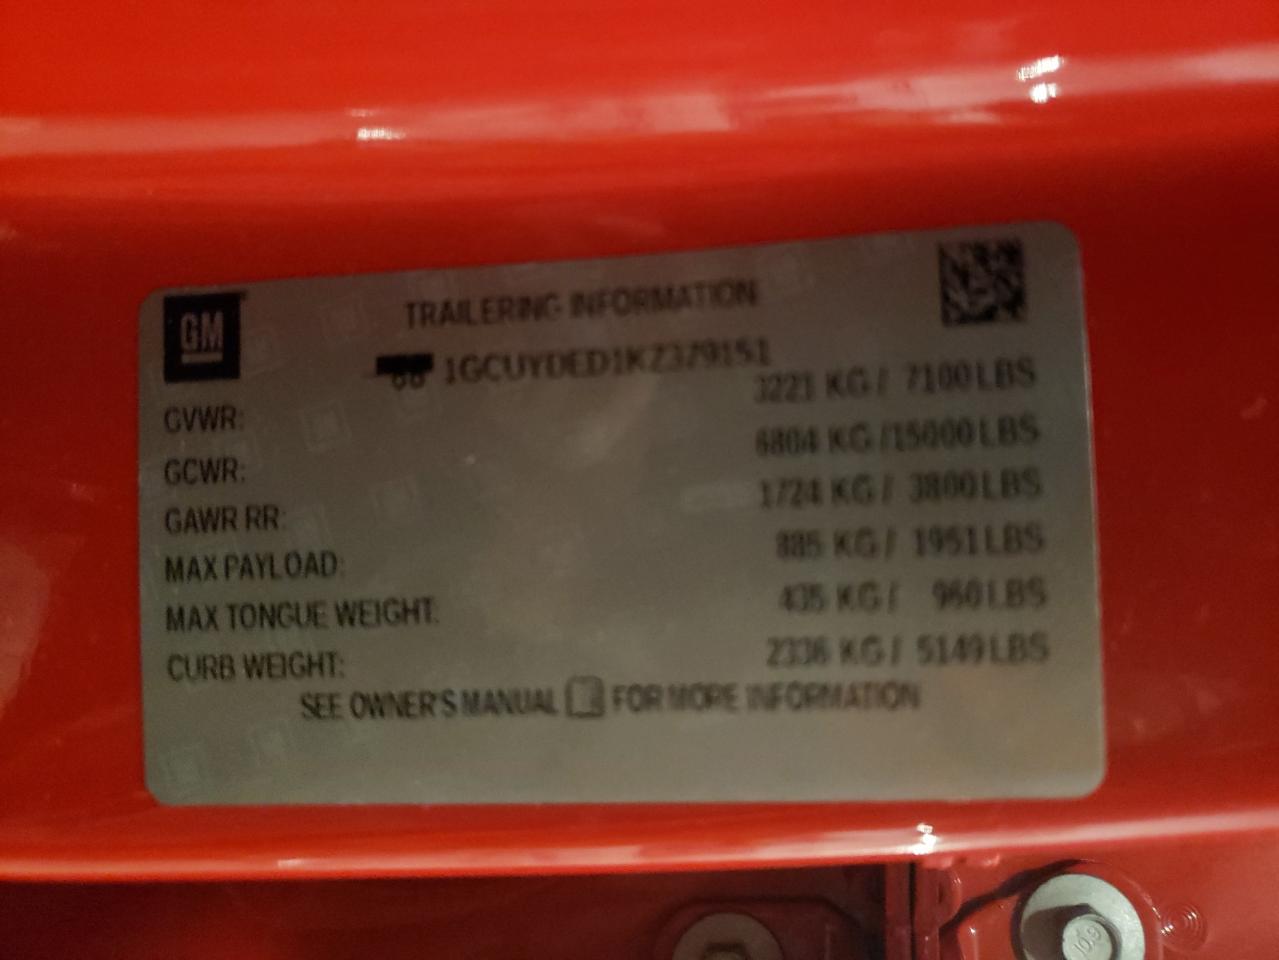 GM
TRAILERING INFORMATION
1GCUYDED1KZ379151
GVWR: 3221 KG / 7100 LBS
GCWR: 6804 KG / 15000 LBS
GAWR RR: 1724 KG / 3800 LBS
MAX PAYLOAD: 885 KG / 1951 LBS
MAX TONGUE WEIGHT: 435 KG / 960 LBS
CURB WEIGHT: 2336 KG / 5149 LBS
SEE OWNER'S MANUAL FOR MORE INFORMATION
10.9